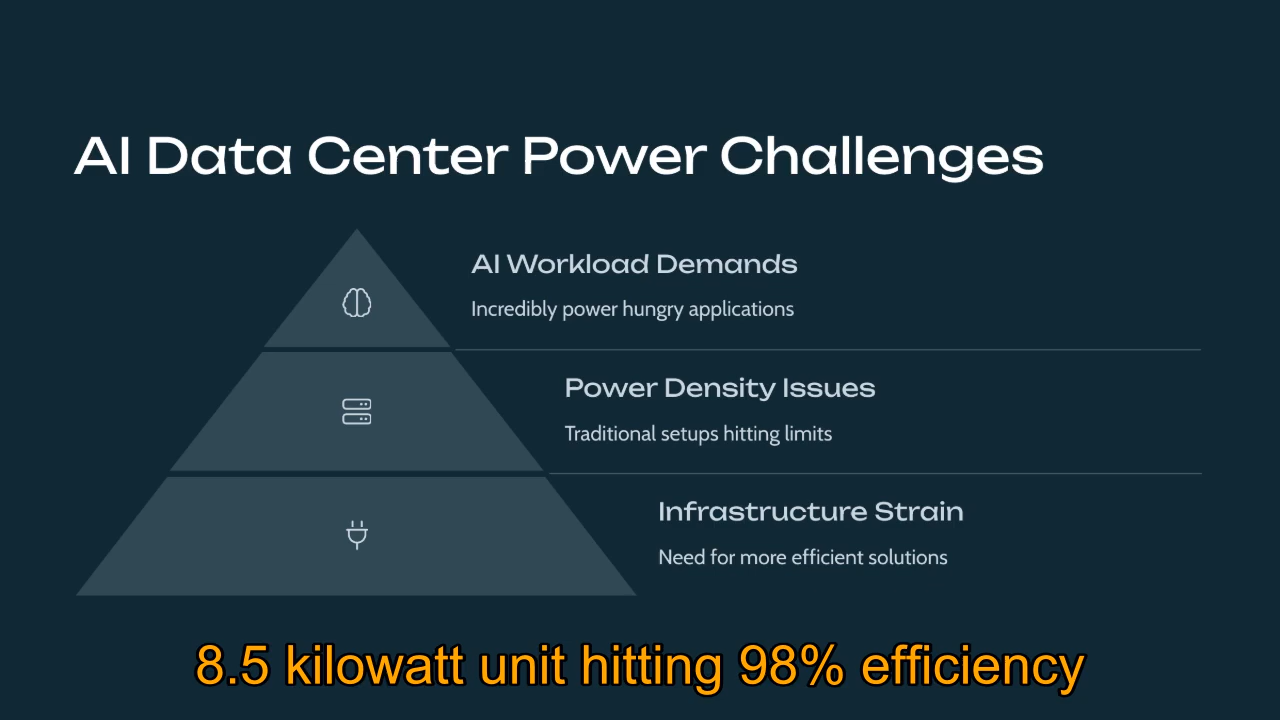 AI Data Center Power Challenges
AI Workload Demands
Incredibly power hungry applications
Power Density Issues
Traditional setups hitting limits
Infrastructure Strain
Need for more efficient solutions
8.5 kilowatt unit hitting 98% efficiency